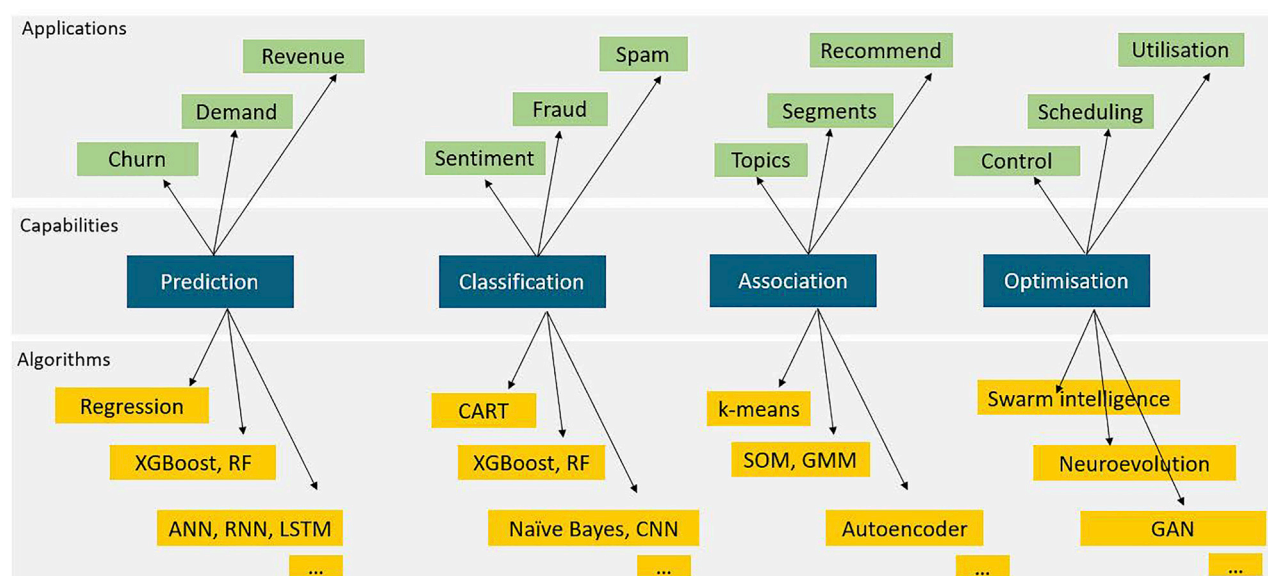 Applications
Revenue
Demand
Churn
Spam
Fraud
Sentiment
Recommend
Segments
Topics
Utilisation
Scheduling
Control
Capabilities
Prediction
Classification
Association
Optimisation
Algorithms
Regression
XGBoost, RF
ANN, RNN, LSTM
...
CART
XGBoost, RF
Naïve Bayes, CNN
...
k-means
SOM, GMM
Autoencoder
...
Swarm intelligence
Neuroevolution
GAN
...